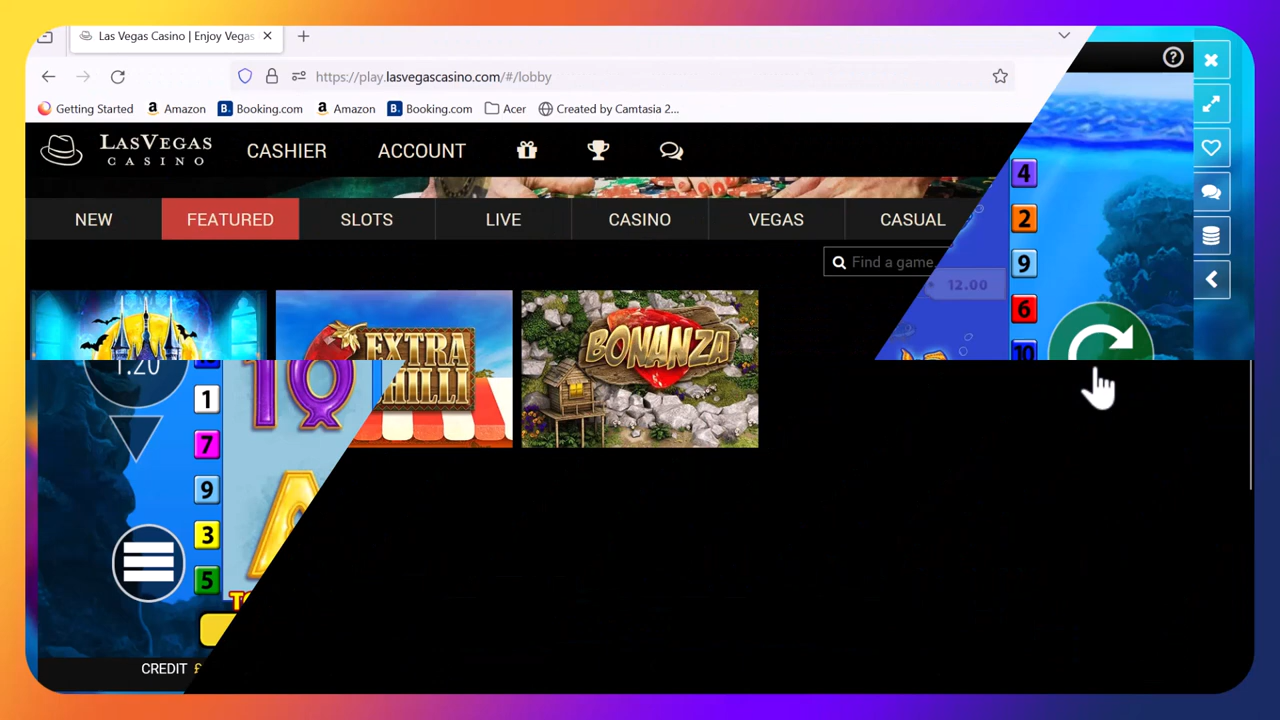 Las Vegas Casino | Enjoy Vegas
https://play.lasvegascasino.com/#/lobby
Getting Started Amazon B. Booking.com Amazon B. Booking.com Acer Created by Camtasia 2...
LASVEGAS
CASINO
CASHIER ACCOUNT
NEW FEATURED SLOTS LIVE CASINO VEGAS CASUAL
Find a game
12.00
4
2
9
6
10
EXTRA
CHILLI
BONANZA
1.20
1
7
9
3
5
10
A
CREDIT £